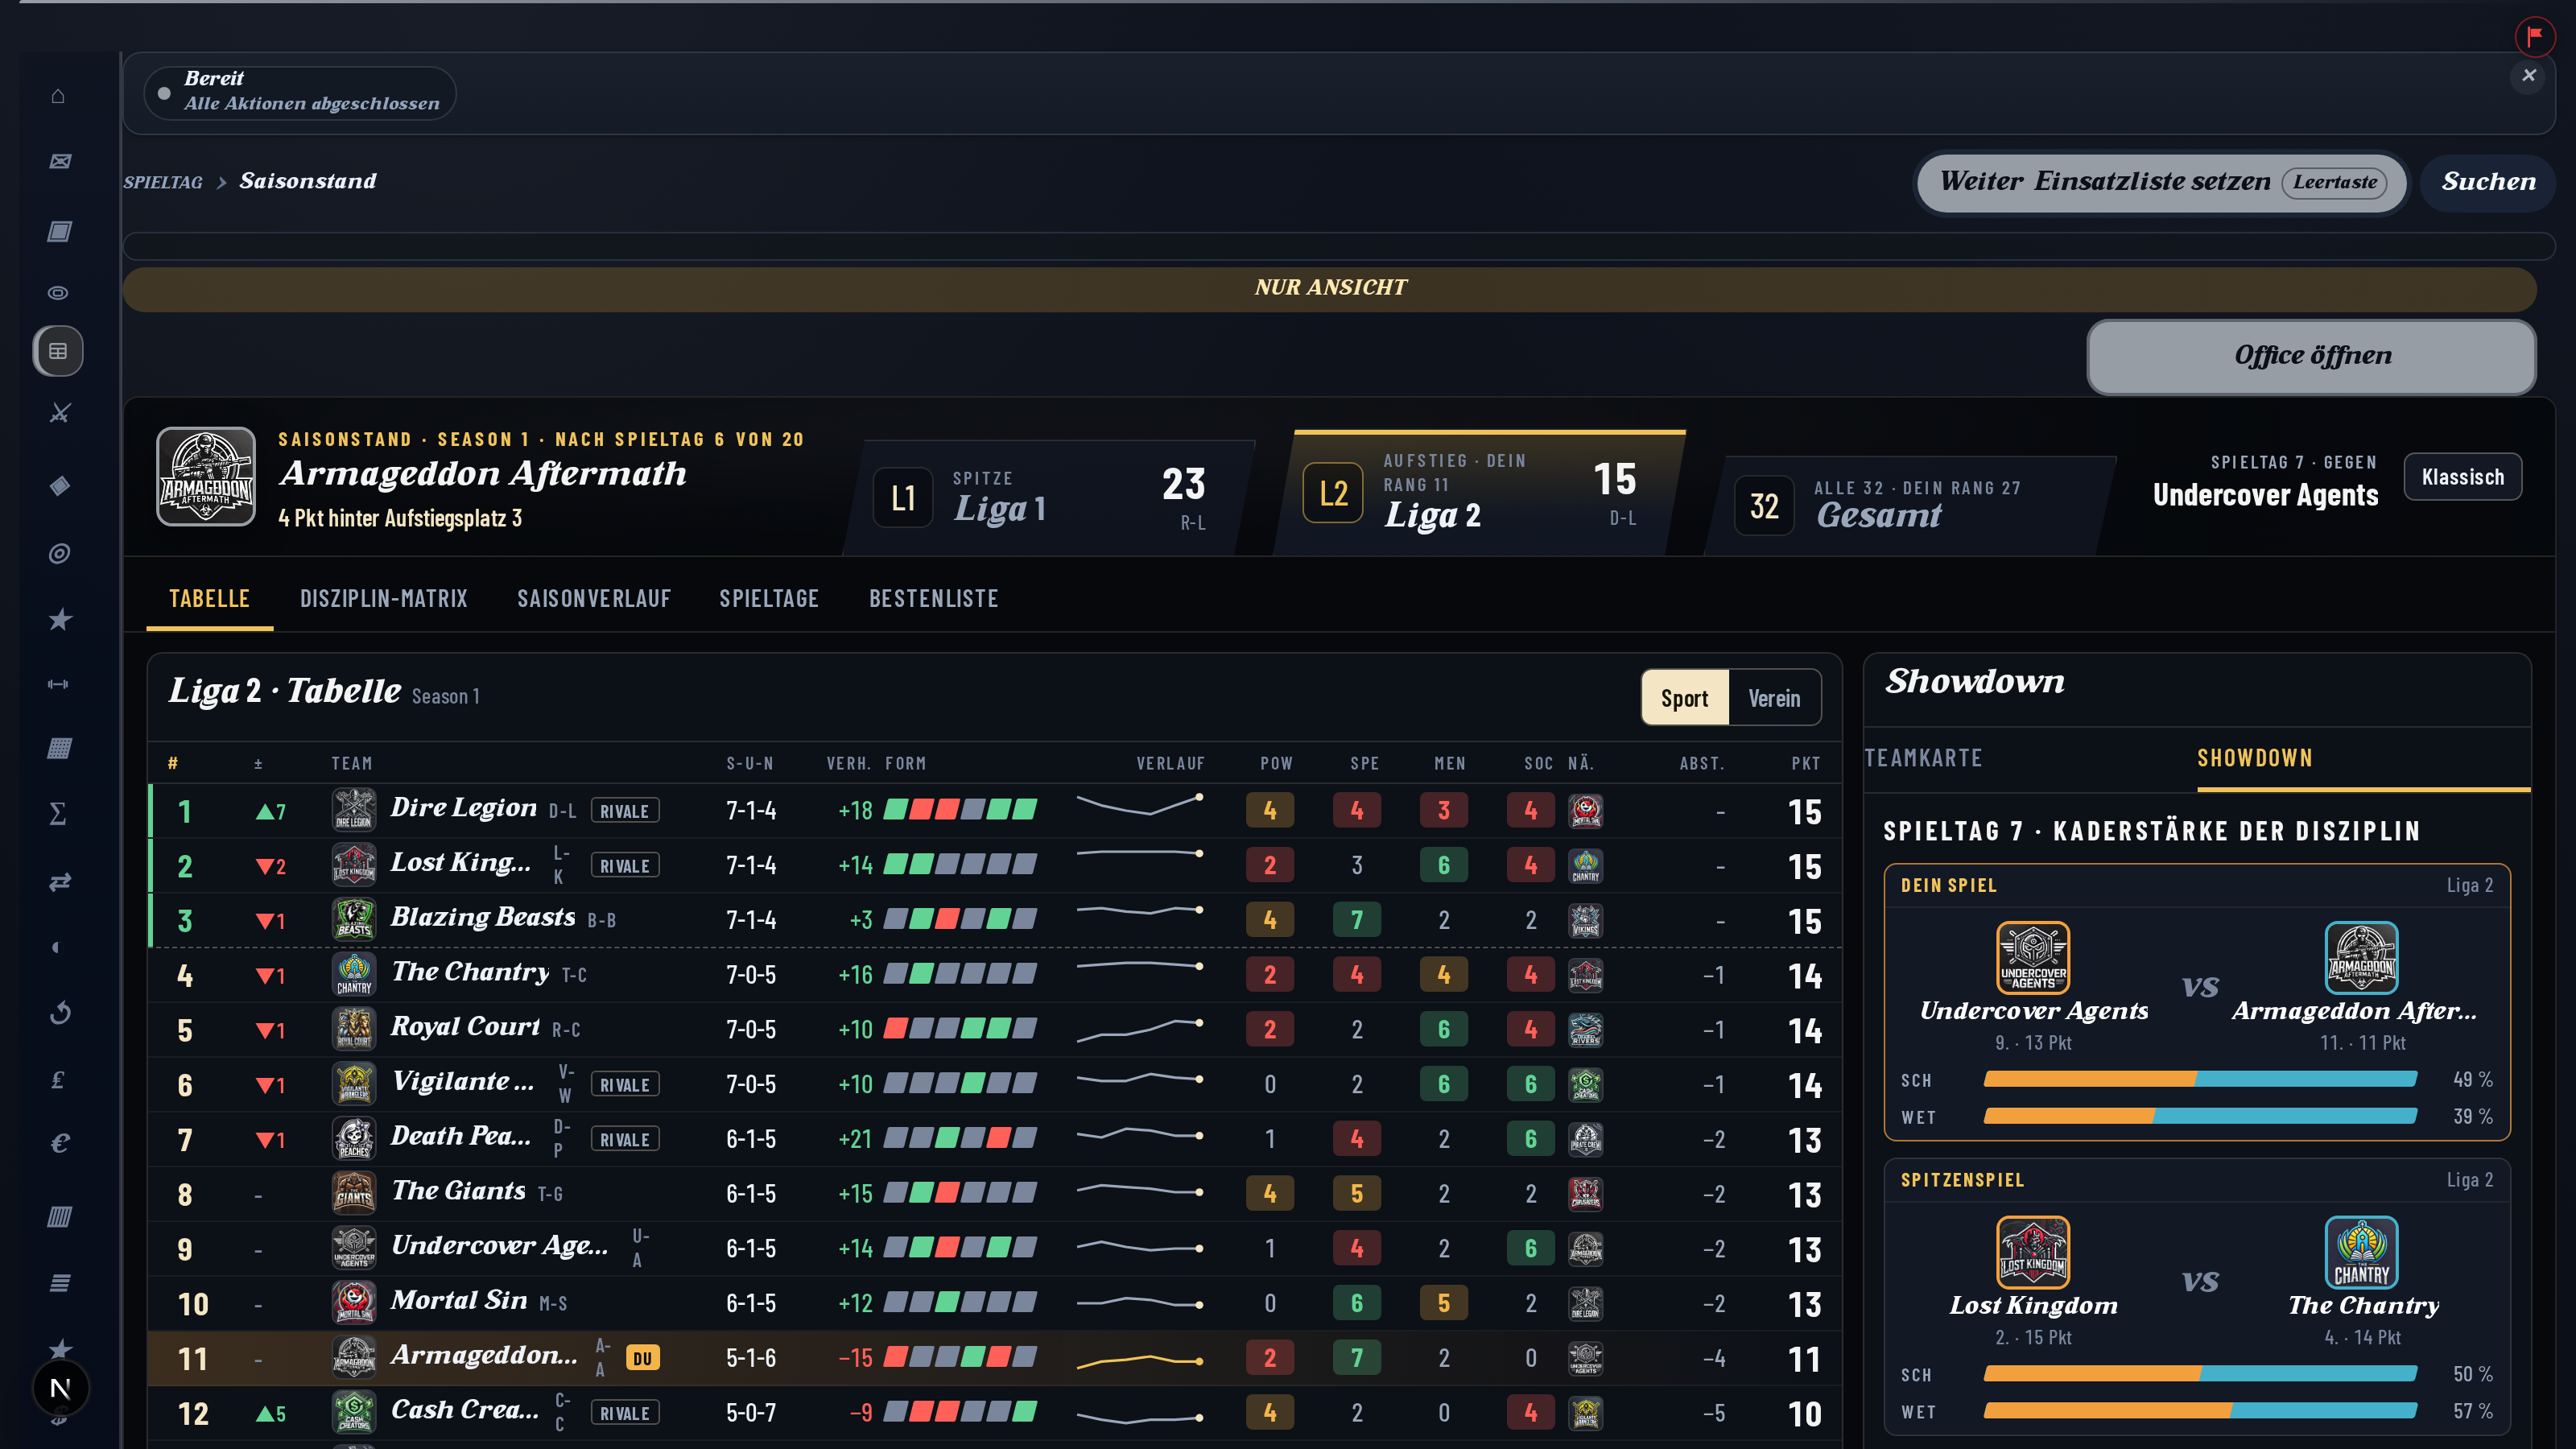 Bereit
Alle Aktionen abgeschlossen
SPIELTAG > Saisonstand
Weiter Einsatzliste setzen Leertaste
Suchen
NUR ANSICHT
Office öffnen
SAISONSTAND · SEASON 1 · NACH SPIELTAG 6 VON 20
Armageddon Aftermath
4 Pkt hinter Aufstiegsplatz 3
L1 SPITZE Liga 1 23 R-L
L2 AUFSTIEG · DEIN RANG 11 Liga 2 15 D-L
32 ALLE 32 · DEIN RANG 27 Gesamt
SPIELTAG 7 · GEGEN
Undercover Agents
Klassisch
TABELLE DISZIPLIN-MATRIX SAISONVERLAUF SPIELTAGE BESTENLISTE
Liga 2 · Tabelle Season 1
Sport Verein
# ± TEAM S-U-N VERH. FORM VERLAUF POW SPE MEN SOC NÄ. ABST. PKT
1 ▲7 Dire Legion D-L RIVALE 7-1-4 +18 4 4 3 4 - 15
2 ▼2 Lost King... L-K RIVALE 7-1-4 +14 2 3 6 4 - 15
3 ▼1 Blazing Beasts B-B 7-1-4 +3 4 7 2 2 - 15
4 ▼1 The Chantry T-C 7-0-5 +16 2 4 4 4 −1 14
5 ▼1 Royal Court R-C 7-0-5 +10 2 2 6 4 −1 14
6 ▼1 Vigilante ... V-W RIVALE 7-0-5 +10 0 2 6 6 −1 14
7 ▼1 Death Pea... D-P RIVALE 6-1-5 +21 1 4 2 6 −2 13
8 - The Giants T-G 6-1-5 +15 4 5 2 2 −2 13
9 - Undercover Age... U-A 6-1-5 +14 1 4 2 6 −2 13
10 - Mortal Sin M-S 6-1-5 +12 0 6 5 2 −2 13
11 - Armageddon... A-A DU 5-1-6 −15 2 7 2 0 −4 11
12 ▲5 Cash Crea... C-C RIVALE 5-0-7 −9 4 2 0 4 −5 10
Showdown
TEAMKARTE SHOWDOWN
SPIELTAG 7 · KADERSTÄRKE DER DISZIPLIN
DEIN SPIEL Liga 2
UNDERCOVER AGENTS
ARMAGEDDON AFTERMATH
Undercover Agents vs Armageddon After...
9. · 13 Pkt 11. · 11 Pkt
SCH 49 %
WET 39 %
SPITZENSPIEL Liga 2
LOST KINGDOM
THE CHANTRY
Lost Kingdom vs The Chantry
2. · 15 Pkt 4. · 14 Pkt
SCH 50 %
WET 57 %
N